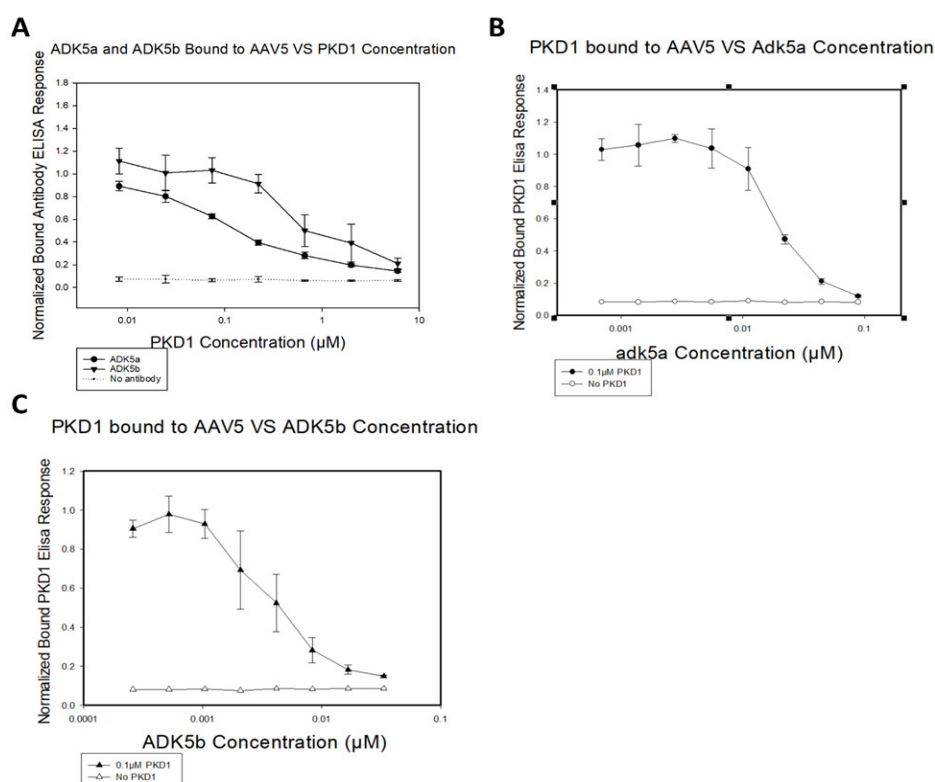 A
ADK5a and ADK5b Bound to AAV5 VS PKD1 Concentration
Normalized Bound Antibody ELISA Response
1.8
1.6
1.4
1.2
1.0
0.8
0.6
0.4
0.2
0.0
0.01
0.1
1
10
PKD1 Concentration (µM)
ADK5a
ADK5b
No antibody
B
PKD1 bound to AAV5 VS Adk5a Concentration
Normalized Bound PKD1 Elisa Response
1.4
1.2
1.0
0.8
0.6
0.4
0.2
0.0
0.001
0.01
0.1
adk5a Concentration (µM)
0.1µM PKD1
No PKD1
C
PKD1 bound to AAV5 VS ADK5b Concentration
Normalized Bound PKD1 Elisa Response
1.2
1.0
0.8
0.6
0.4
0.2
0.0
0.0001
0.001
0.01
0.1
ADK5b Concentration (µM)
0.1µM PKD1
No PKD1